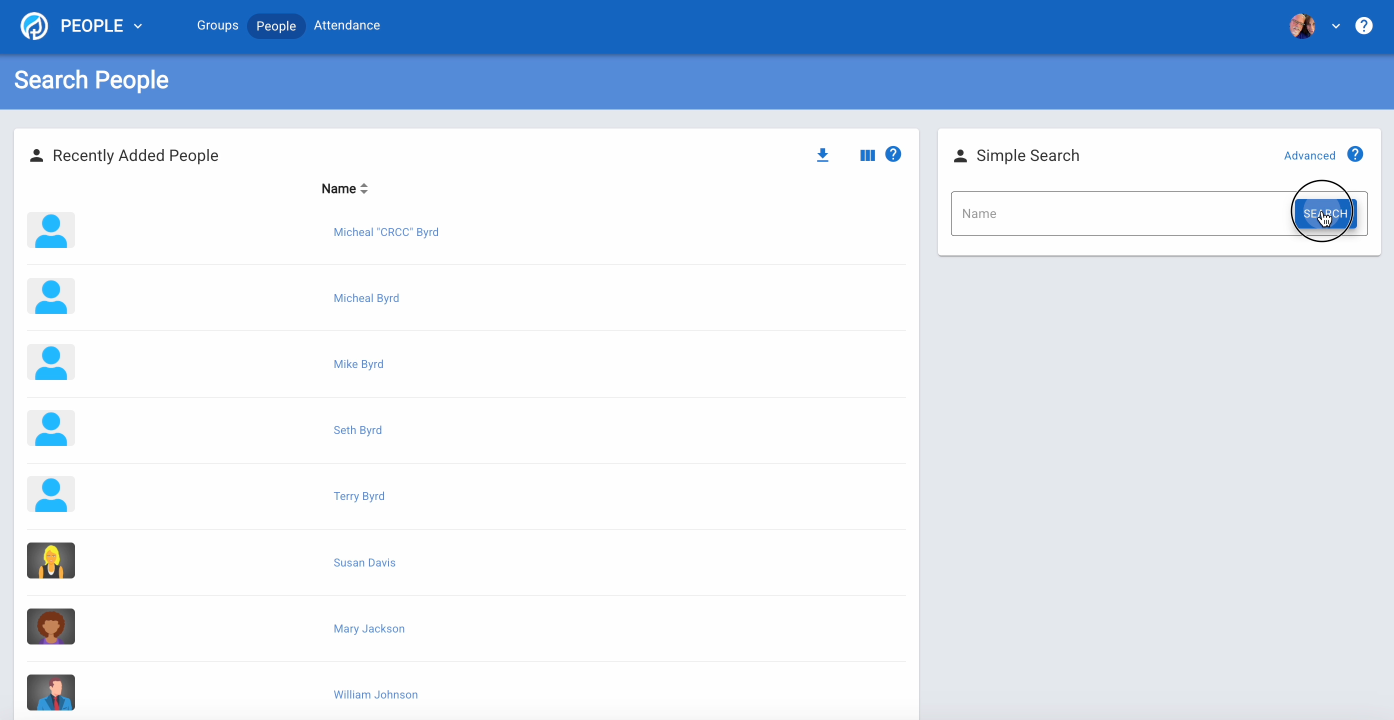 PEOPLE
Groups
People
Attendance
Search People
Recently Added People
Name
Micheal "CRCC" Byrd
Micheal Byrd
Mike Byrd
Seth Byrd
Terry Byrd
Susan Davis
Mary Jackson
William Johnson
Simple Search
Advanced
Name
SEARCH